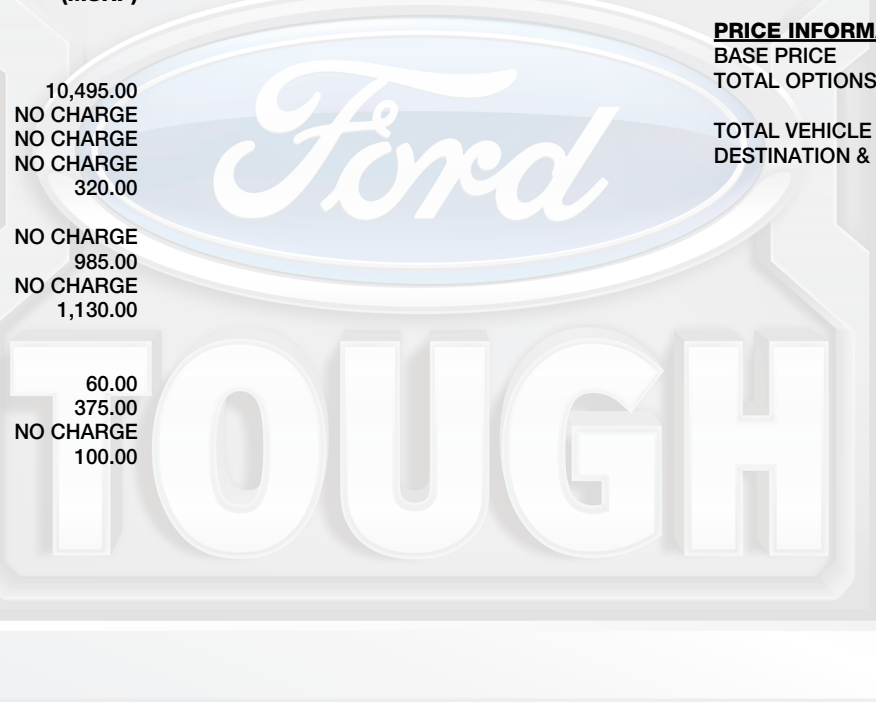 10,495.00
NO CHARGE
NO CHARGE
NO CHARGE
320.00
NO CHARGE
985.00
NO CHARGE
1,130.00
60.00
375.00
NO CHARGE
100.00
PRICE INFORM
BASE PRICE
TOTAL OPTIONS
TOTAL VEHICLE
DESTINATION &
Ford
TOUGH